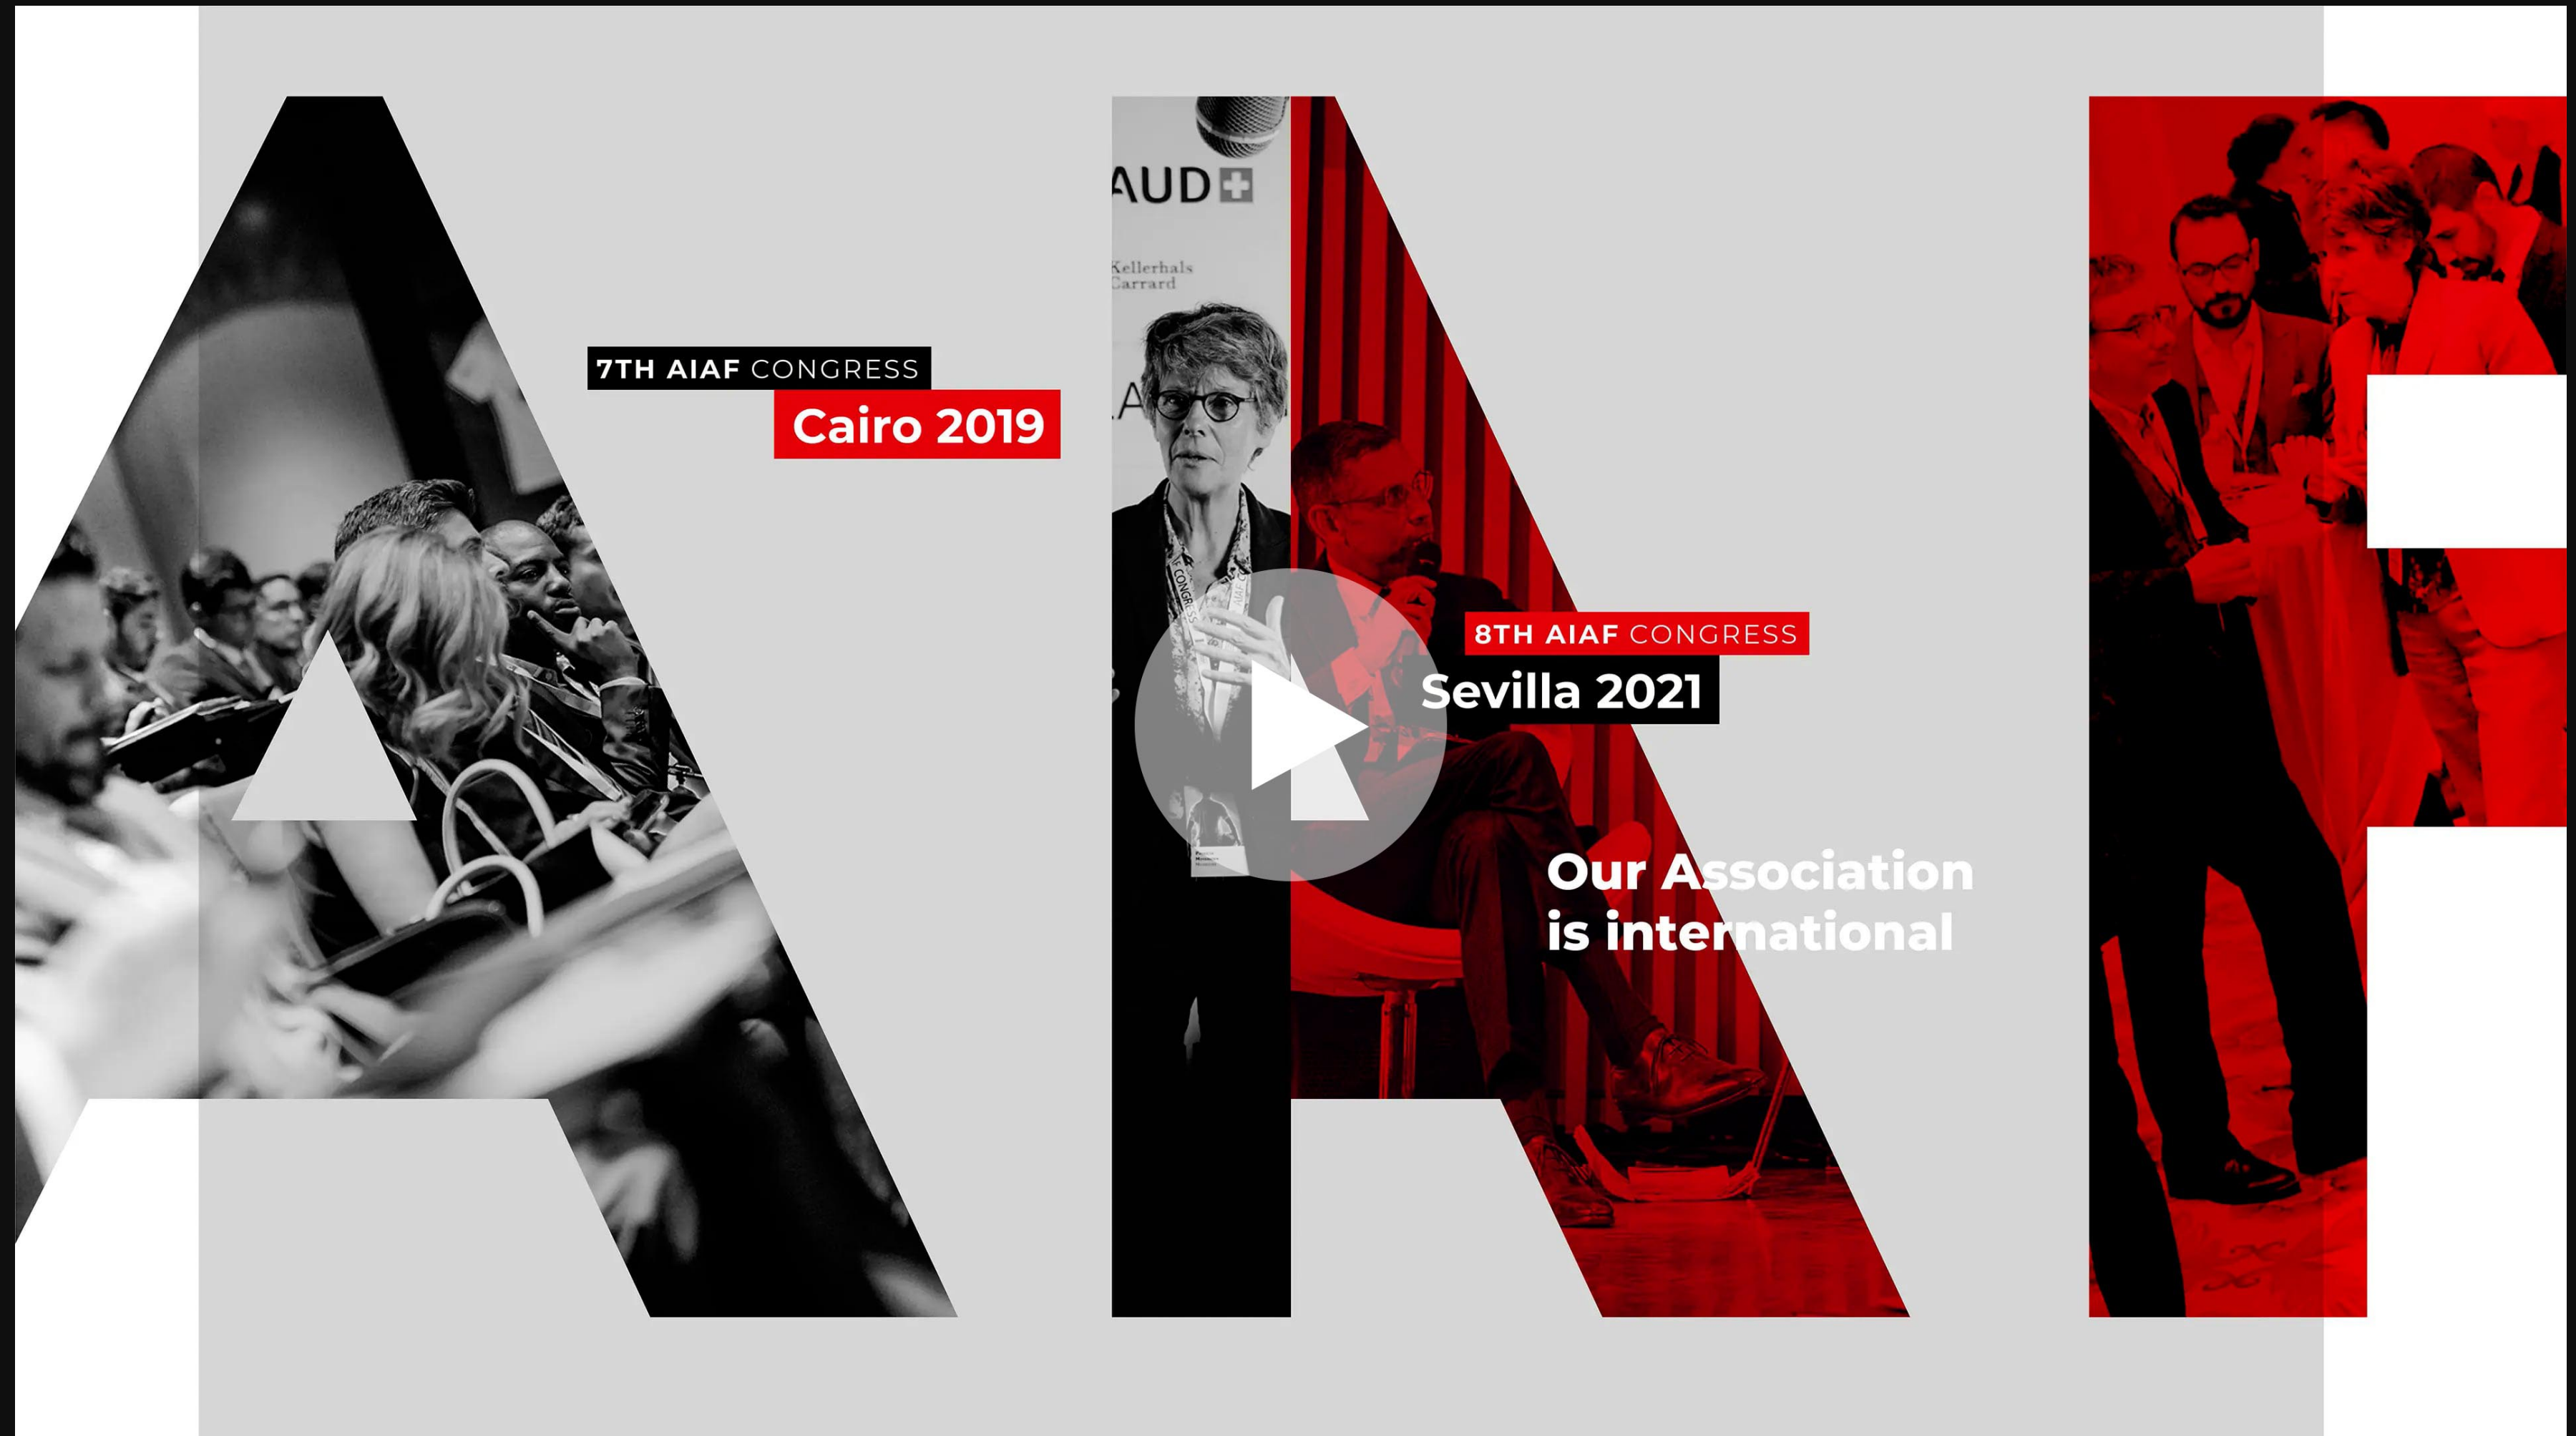 7TH AIAF CONGRESS
Cairo 2019
AUD
Kellerhals
Carrard
8TH AIAF CONGRESS
Sevilla 2021
Our Association
is international